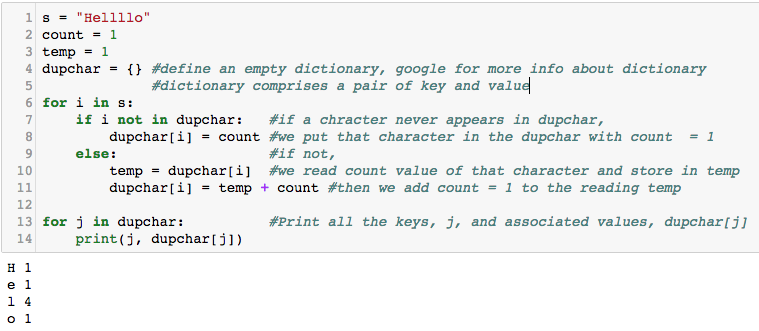 1 s = "Hellllo"
2 count = 1
3 temp = 1
4 dupchar = {} #define an empty dictionary, google for more info about dictionary
5 #dictionary comprises a pair of key and value
6 for i in s:
7 if i not in dupchar: #if a chracter never appears in dupchar,
8 dupchar[i] = count #we put that character in the dupchar with count = 1
9 else: #if not,
10 temp = dupchar[i] #we read count value of that character and store in temp
11 dupchar[i] = temp + count #then we add count = 1 to the reading temp
12
13 for j in dupchar: #Print all the keys, j, and associated values, dupchar[j]
14 print(j, dupchar[j])
H 1
e 1
l 4
o 1